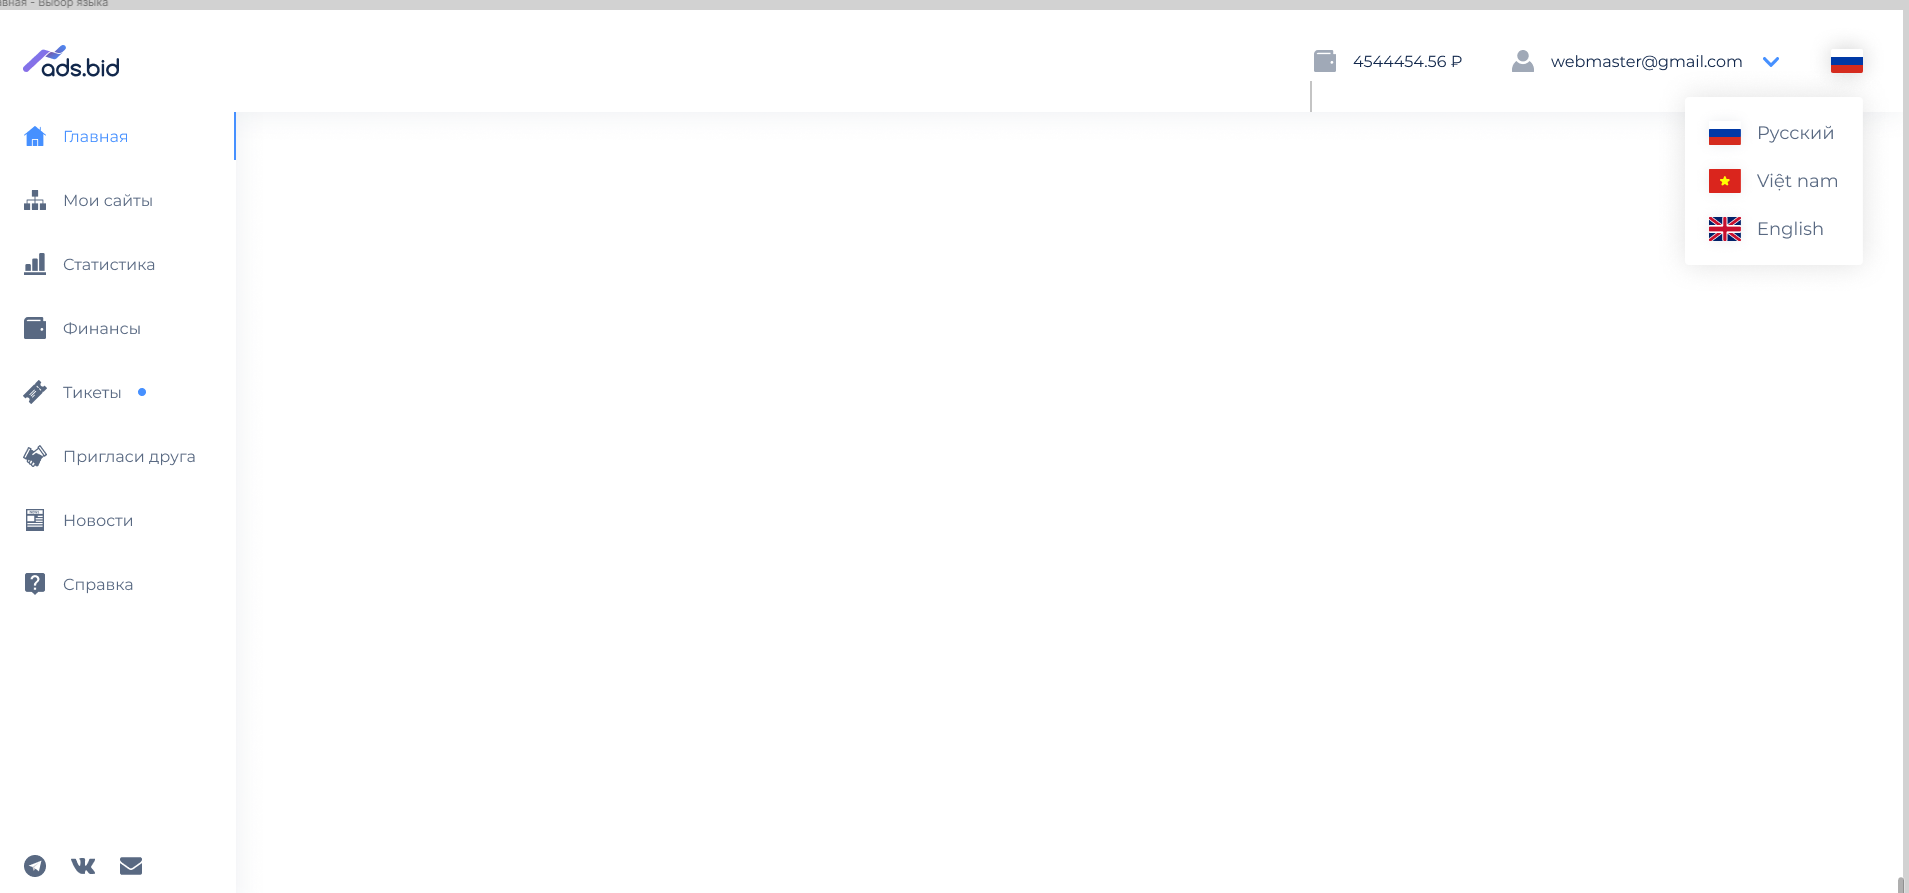 вная - Выбор языка
ads.bid
4544454.56 ₽
webmaster@gmail.com
Главная
Русский
Việt nam
English
Мои сайты
Статистика
Финансы
Тикеты
Пригласи друга
Новости
Справка